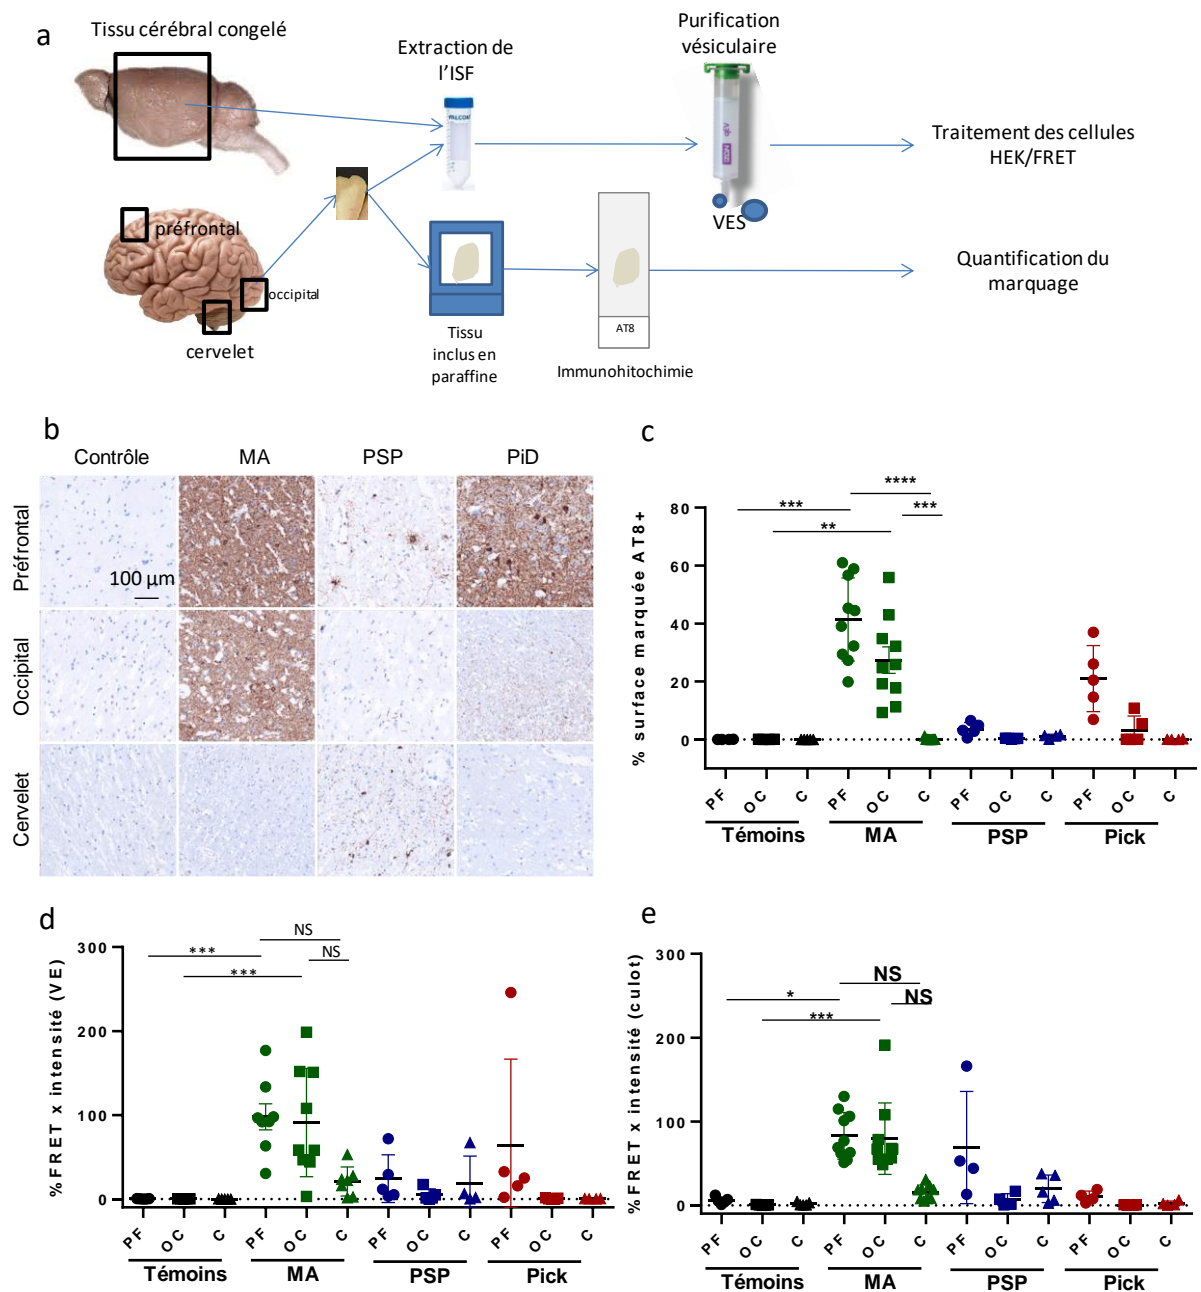 a
Tissu cérébral congelé
Extraction de
l'ISF
Purification
vésiculaire
Traitement des cellules
HEK/FRET
VES
préfrontal
occipital
cervelet
Tissu
inclus en
paraffine
AT8
Immunohitochimie
Quantification du
marquage
b
Contrôle MA PSP PiD
Préfrontal
100 µm
Occipital
Cervelet
c
% surface marquée AT8+
80
60
40
20
0
*** ** **** ***
PF OC C PF OC C PF OC C PF OC C
Témoins MA PSP Pick
d
%FRET x intensité (VE)
300
200
100
0
*** *** NS NS
PF OC C PF OC C PF OC C PF OC C
Témoins MA PSP Pick
e
%FRET x intensité (culot)
300
200
100
0
* *** NS NS
PF OC C PF OC C PF OC C PF OC C
Témoins MA PSP Pick